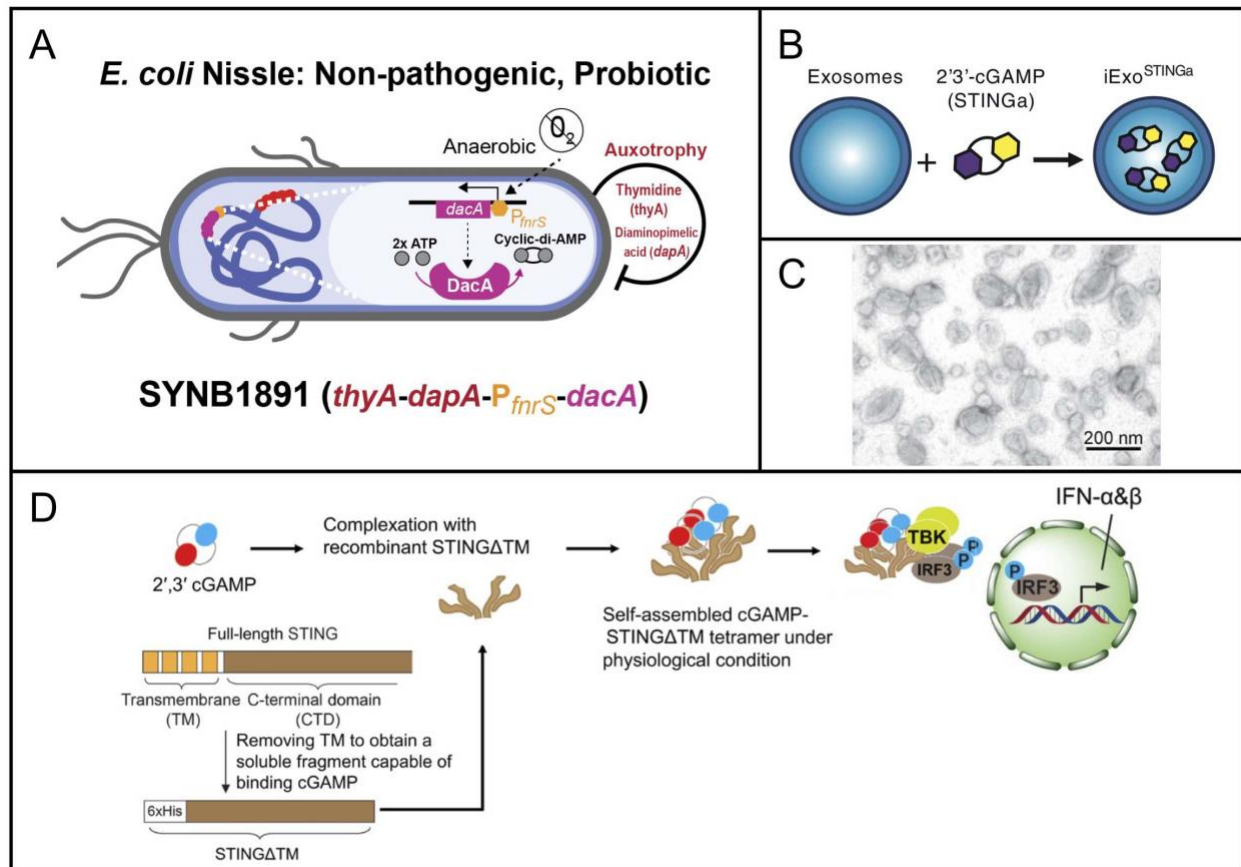 A
E. coli Nissle: Non-pathogenic, Probiotic
Anaerobic
O2
Auxotrophy
Thymidine
(thyA)
Diaminopimelic
acid (dapA)
dacA
PfnrS
2x ATP
Cyclic-di-AMP
DacA
SYNB1891 (thyA-dapA-PfnrS-dacA)
B
Exosomes
+
2'3'-cGAMP
(STINGa)
iExoSTINGa
C
200 nm
D
2′,3′ cGAMP
Complexation with
recombinant STINGΔTM
Full-length STING
Transmembrane
(TM)
C-terminal domain
(CTD)
Removing TM to obtain a
soluble fragment capable of
binding cGAMP
6xHis
STINGΔTM
Self-assembled cGAMP-
STINGΔTM tetramer under
physiological condition
TBK
IRF3
P
P
IFN-α&β
P
IRF3